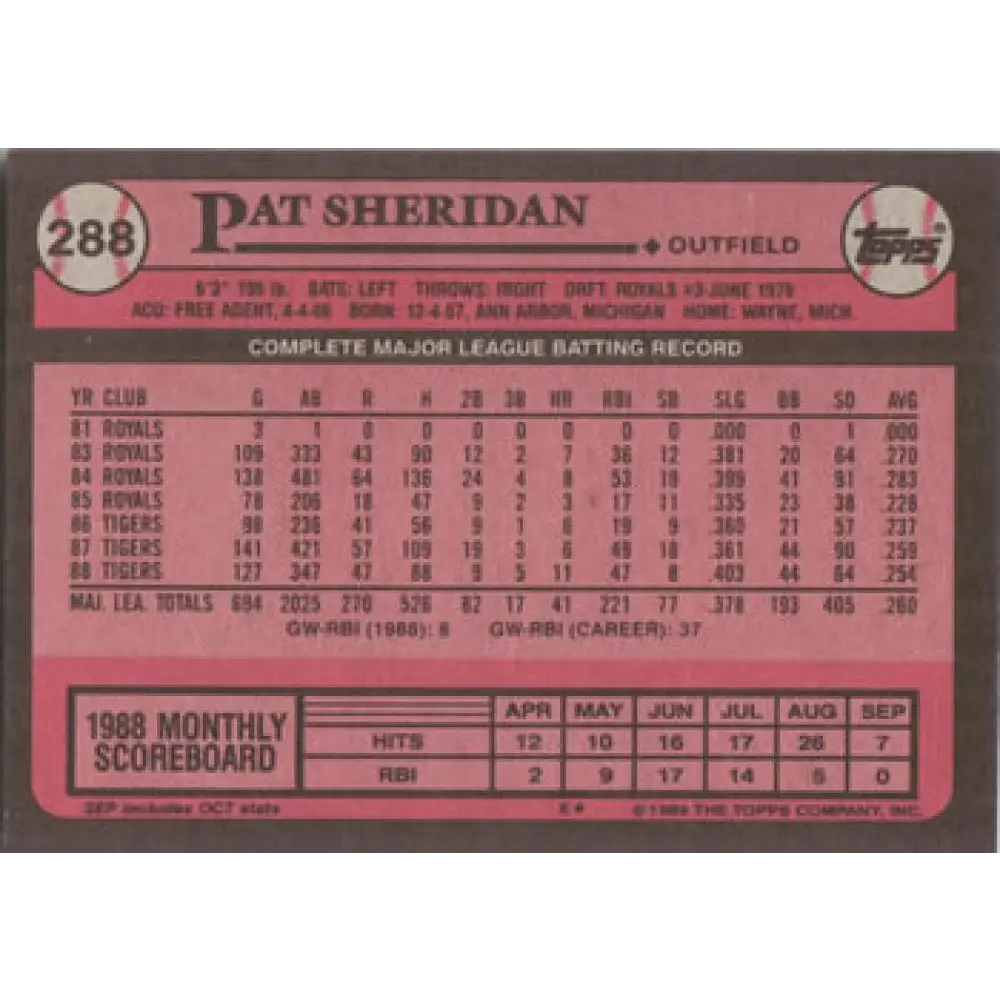 288
PAT SHERIDAN
OUTFIELD
TOPPS®
6'3" 195 lb. BATS: LEFT THROWS: RIGHT DRFT: ROYALS #3-JUNE 1979
ACQ: FREE AGENT, BORN: ANN ARBOR, MICHIGAN HOME: WAYNE, MICH.
COMPLETE MAJOR LEAGUE BATTING RECORD
YR CLUB G AB R H 2B 3B HR RBI SB SLG BB SO AVG
81 ROYALS 3 1 0 0 0 0 0 0 0 .000 0 1 .000
83 ROYALS 109 333 43 90 12 2 7 36 12 .381 20 64 .270
84 ROYALS 138 481 64 136 24 4 8 53 19 .399 41 91 .283
85 ROYALS 78 206 18 47 9 2 3 17 11 .335 23 38 .228
86 TIGERS 98 236 41 56 9 1 6 19 9 .360 21 57 .237
87 TIGERS 141 421 57 109 19 3 6 49 18 .361 44 90 .259
88 TIGERS 127 347 47 88 9 5 11 47 8 .403 44 64 .254
MAJ. LEA. TOTALS 694 2025 270 526 82 17 41 221 77 .378 193 405 .260
GW-RBI (1988): 6 GW-RBI (CAREER): 37
1988 MONTHLY SCOREBOARD
APR MAY JUN JUL AUG SEP
HITS 12 10 16 17 26 7
RBI 2 9 17 14 5 0
SEP includes OCT stats
© 1989 THE TOPPS COMPANY, INC.